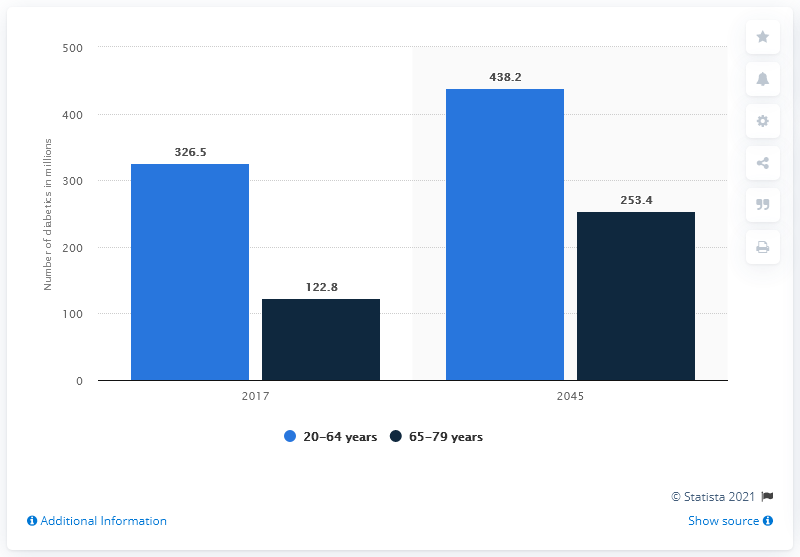 Number of diabetics in millions
500
400
300
200
100
0
326.5
122.8
438.2
253.4
2017
2045
20–64 years
65–79 years
© Statista 2021
Additional Information
Show source